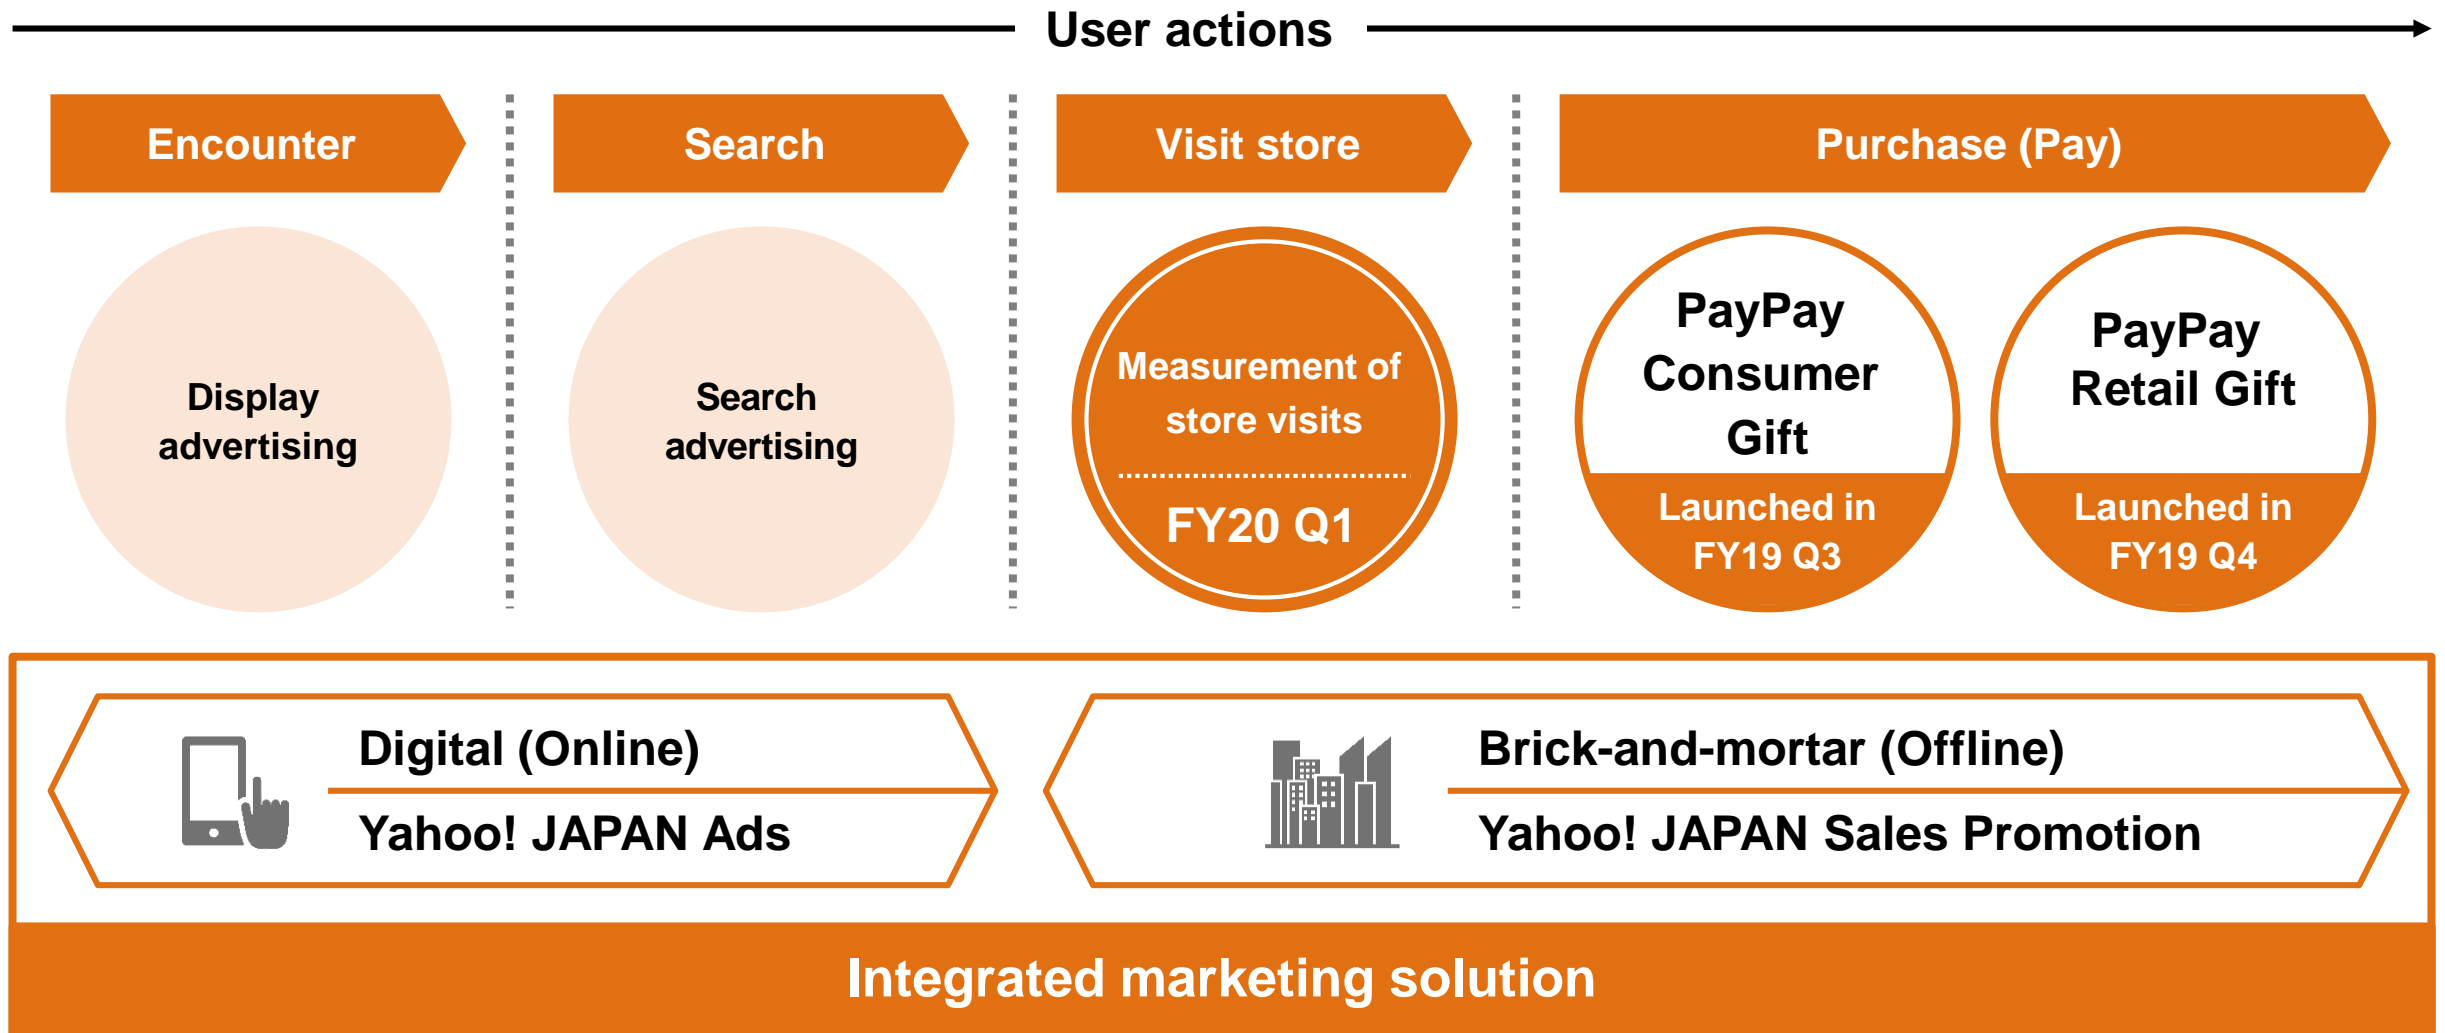 User actions
Encounter
Search
Visit store
Purchase (Pay)
Display
advertising
Search
advertising
Measurement of
store visits
FY20 Q1
PayPay
Consumer
Gift
Launched in
FY19 Q3
PayPay
Retail Gift
Launched in
FY19 Q4
Digital (Online)
Yahoo! JAPAN Ads
Brick-and-mortar (Offline)
Yahoo! JAPAN Sales Promotion
Integrated marketing solution